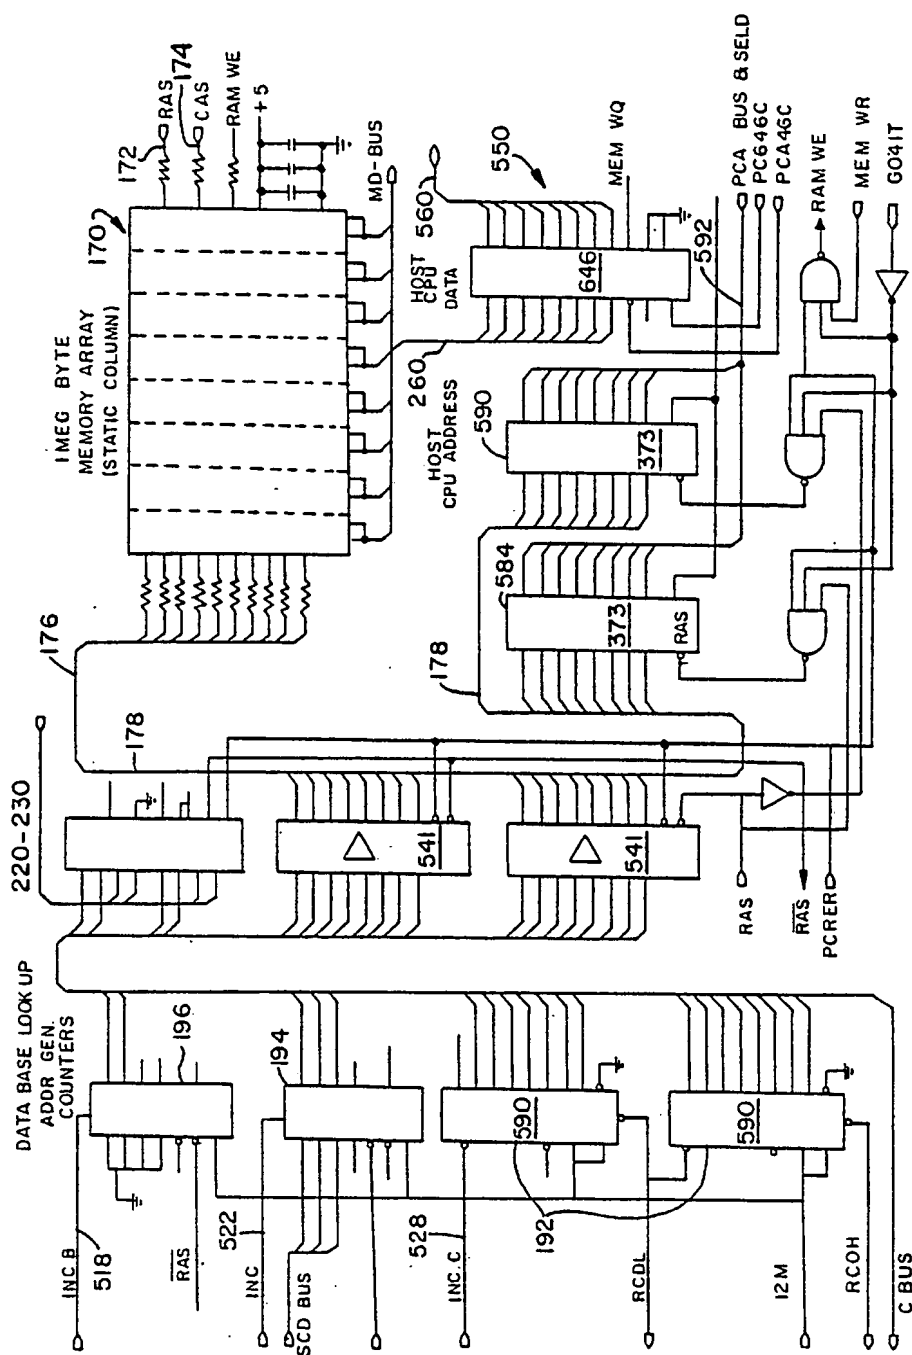 DATA BASE LOOK UP
ADDR GEN.
COUNTERS
INC B
518
196
RAS
522
INC
SCD BUS
194
528
INC. C
590
192
RCDL
590
12M
RCOH
C BUS
220-230
178
176
541
541
RAS
RAS
PCRER
1 MEG BYTE
MEMORY ARRAY
(STATIC COLUMN)
170
172
RAS
174
CAS
RAM WE
+5
MD-BUS
HOST
CPU
DATA
560
550
260
646
MEM WQ
HOST
CPU ADDRESS
590
373
584
373
RAS
178
592
PCA BUS & SELD
PC646C
PCA46C
RAM WE
MEM WR
GO41T